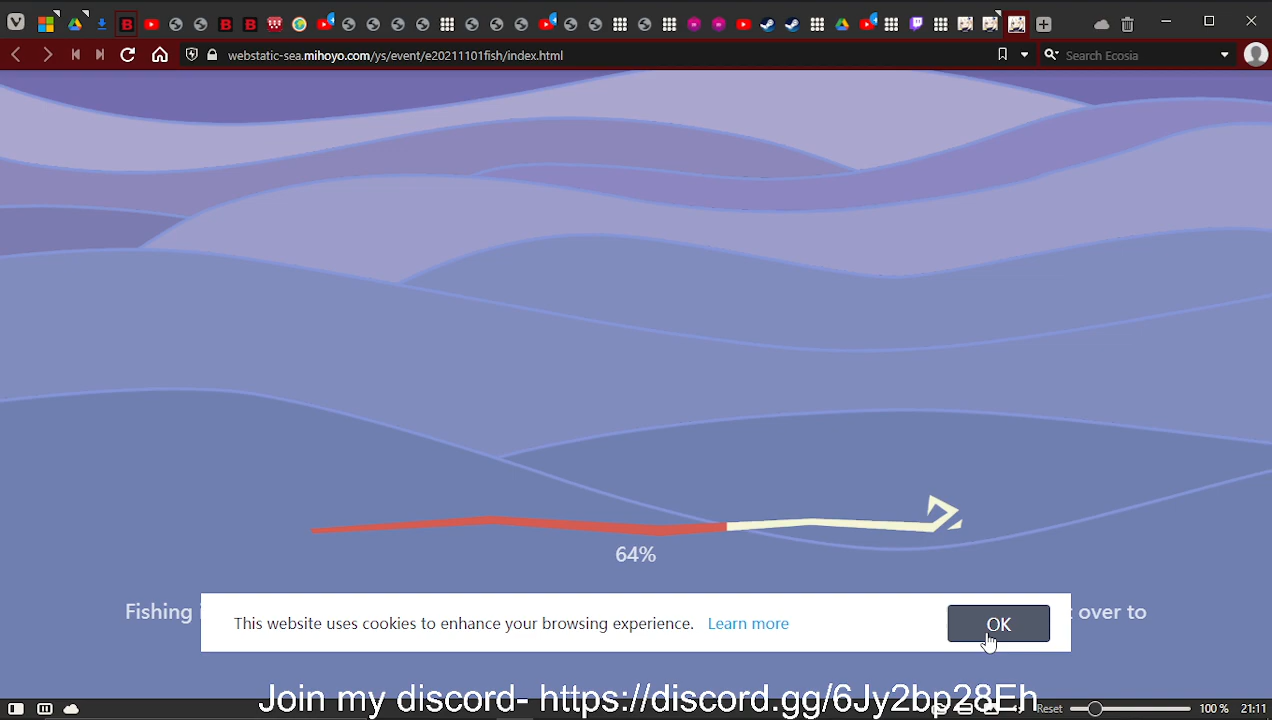 webstatic-sea.mihoyo.com/ys/event/e20211101fish/index.html
Search Ecosia
64%
Fishing
over to
This website uses cookies to enhance your browsing experience. Learn more
OK
Join my discord- https://discord.gg/6Jy2bp28Eh
Reset
100 %
21:11